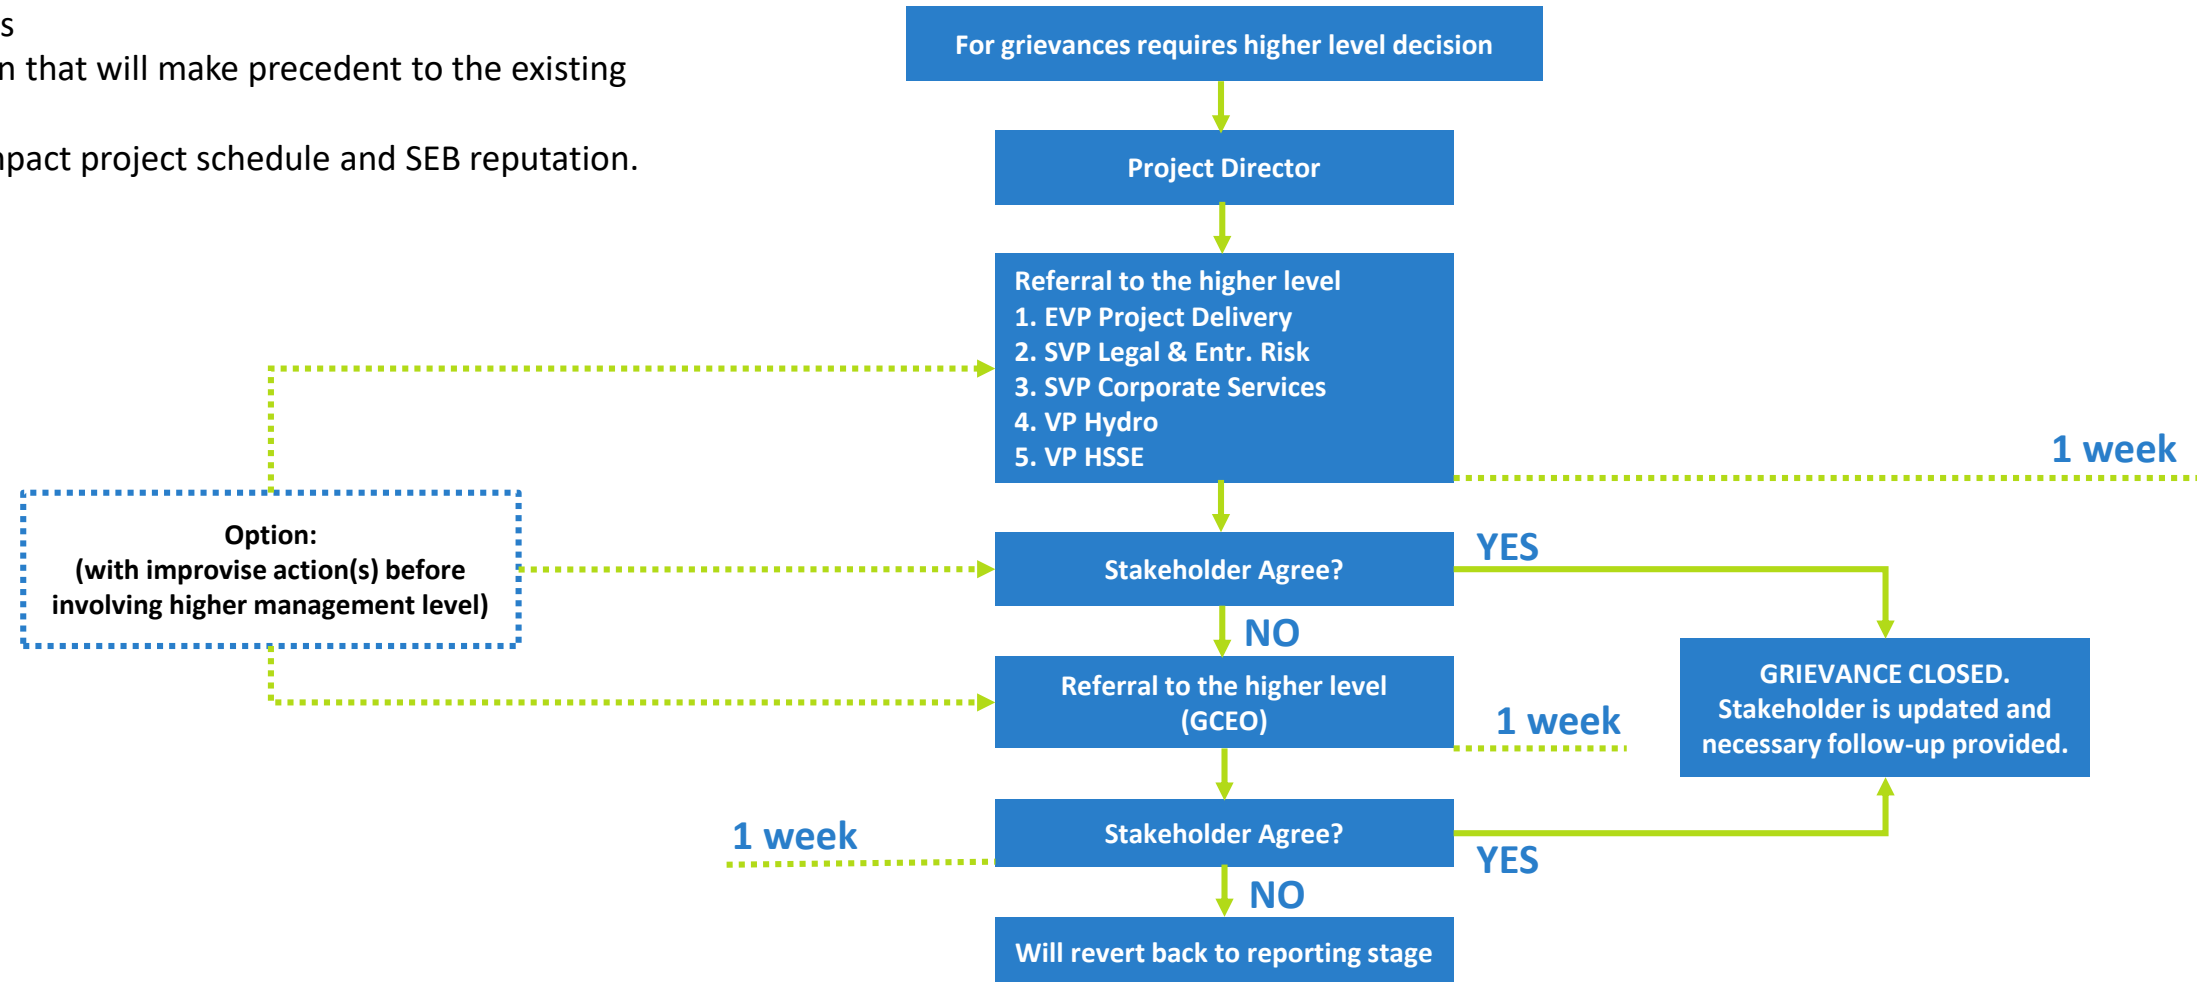 that will make precedent to the existing
project schedule and SEB reputation.
For grievances requires higher level decision
Project Director
Referral to the higher level
1. EVP Project Delivery
2. SVP Legal & Entr. Risk
3. SVP Corporate Services
4. VP Hydro
5. VP HSSE
1 week
Option:
(with improvise action(s) before
involving higher management level)
Stakeholder Agree?
YES
NO
Referral to the higher level
(GCEO)
1 week
GRIEVANCE CLOSED.
Stakeholder is updated and
necessary follow-up provided.
1 week
Stakeholder Agree?
YES
NO
Will revert back to reporting stage